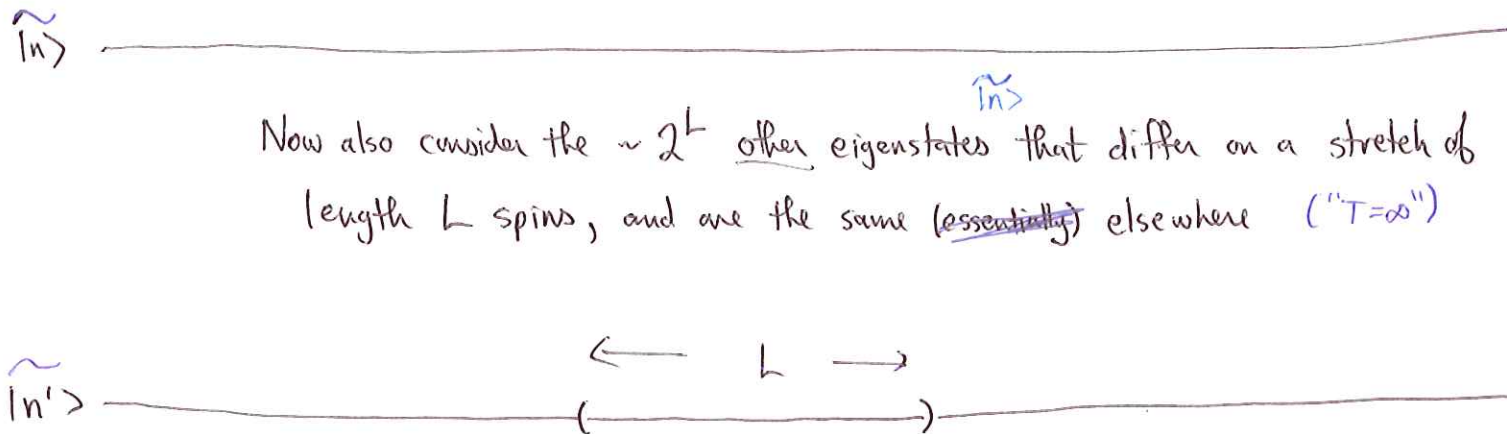 |ñ>
|ñ>
Now also consider the ~ 2^L other eigenstates that differ on a stretch of
length L spins, and are the same (essentially) elsewhere ("T=∞")
← L →
|ñ'> ( )